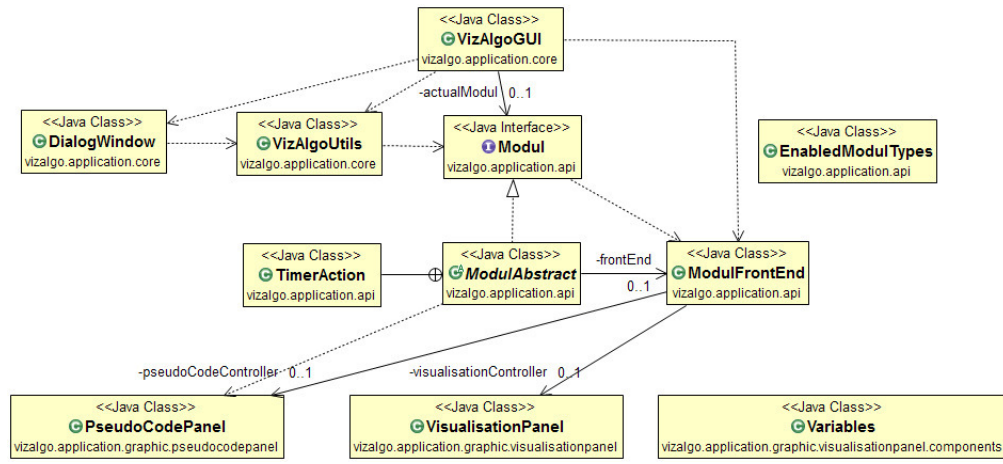 <<Java Class>>
VizAlgoGUI
vizalgo.application.core
-actualModul 0..1
<<Java Class>>
DialogWindow
vizalgo.application.core
<<Java Class>>
VizAlgoUtils
vizalgo.application.core
<<Java Interface>>
Modul
vizalgo.application.api
<<Java Class>>
EnabledModulTypes
vizalgo.application.api
<<Java Class>>
TimerAction
vizalgo.application.api
<<Java Class>>
ModulAbstract
vizalgo.application.api
-frontEnd
0..1
<<Java Class>>
ModulFrontEnd
vizalgo.application.api
-pseudoCodeController 0..1
-visualisationController 0..1
<<Java Class>>
PseudoCodePanel
vizalgo.application.graphic.pseudocodepanel
<<Java Class>>
VisualisationPanel
vizalgo.application.graphic.visualisationpanel
<<Java Class>>
Variables
vizalgo.application.graphic.visualisationpanel.components